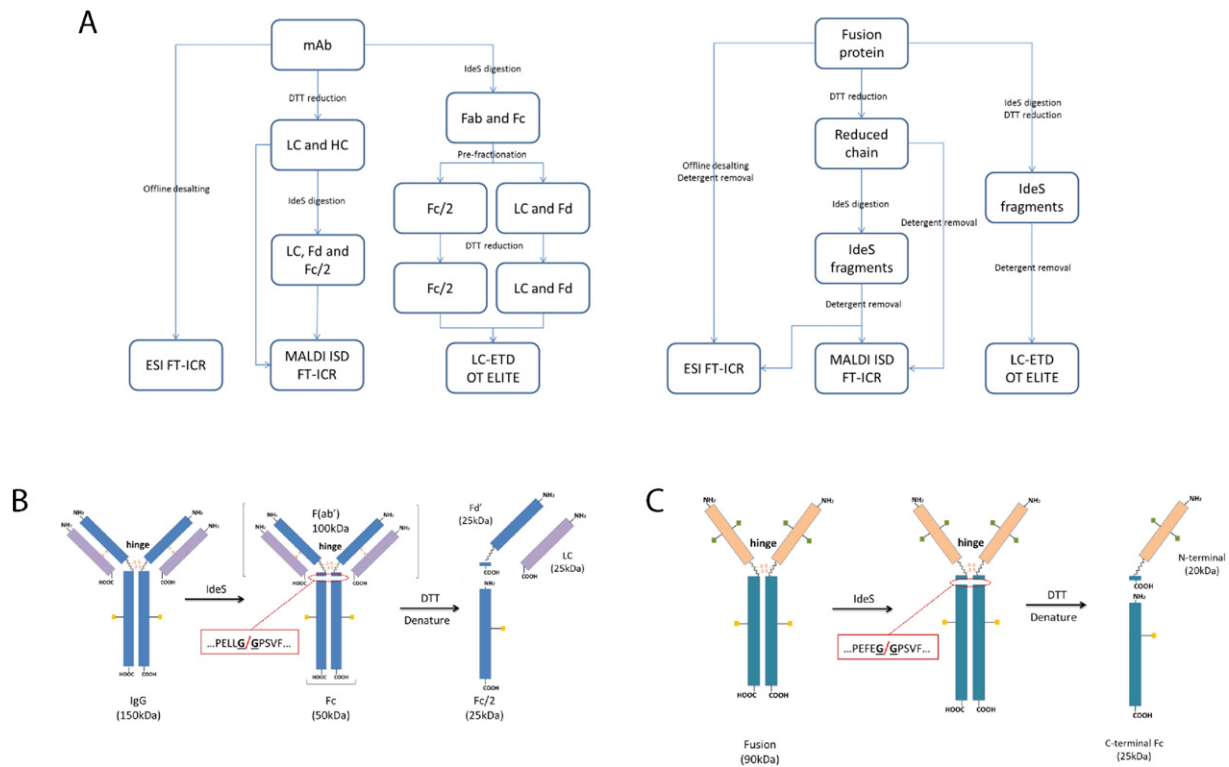 A
mAb
IdeS digestion
DTT reduction
Fab and Fc
LC and HC
Pre-fractionation
Offline desalting
IdeS digestion
Fc/2
LC and Fd
LC, Fd and
Fc/2
DTT reduction
Fc/2
LC and Fd
ESI FT-ICR
MALDI ISD
FT-ICR
LC-ETD
OT ELITE
Fusion
protein
DTT reduction
IdeS digestion
DTT reduction
Reduced
chain
Offline desalting
Detergent removal
IdeS
fragments
IdeS digestion
Detergent removal
IdeS
fragments
Detergent removal
Detergent removal
ESI FT-ICR
MALDI ISD
FT-ICR
LC-ETD
OT ELITE
B
NH₂
NH₂
NH₂
NH₂
hinge
HOOC
COOH
HOOC
COOH
IgG
(150kDa)
IdeS
...PELLG/GPSVF...
NH₂
NH₂
NH₂
NH₂
F(ab')
100kDa
hinge
HOOC
COOH
HOOC
COOH
Fc
(50kDa)
DTT
Denature
NH₂
Fd'
(25kDa)
NH₂
LC
(25kDa)
COOH
COOH
NH₂
COOH
Fc/2
(25kDa)
C
NH₂
NH₂
hinge
HOOC
COOH
Fusion
(90kDa)
IdeS
...PEFEG/GPSVF...
NH₂
NH₂
hinge
HOOC
COOH
DTT
Denature
NH₂
N-terminal
(20kDa)
COOH
NH₂
COOH
C-terminal Fc
(25kDa)